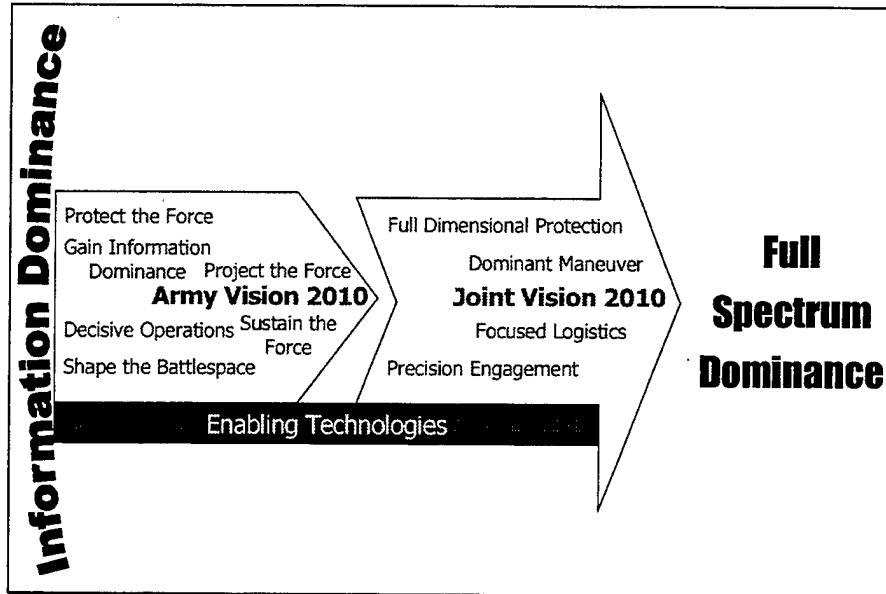 Information Dominance
Protect the Force
Gain Information
Dominance
Project the Force
Army Vision 2010
Decisive Operations
Sustain the
Force
Shape the Battlespace
Full Dimensional Protection
Dominant Maneuver
Joint Vision 2010
Focused Logistics
Precision Engagement
Enabling Technologies
Full
Spectrum
Dominance